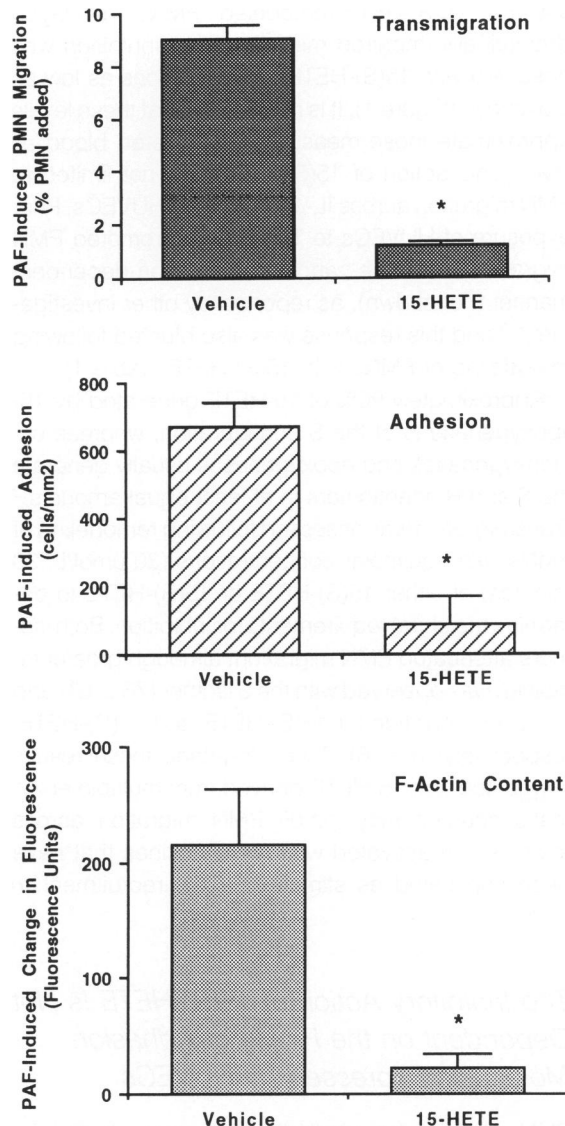 Transmigration
PAF-Induced PMN Migration
(% PMN added)
10
8
6
4
2
0
*
Vehicle
15-HETE
Adhesion
PAF-induced Adhesion
(cells/mm2)
800
600
400
200
0
*
Vehicle
15-HETE
F-Actin Content
PAF-Induced Change in Fluorescence
(Fluorescence Units)
300
200
100
0
*
Vehicle
15-HETE